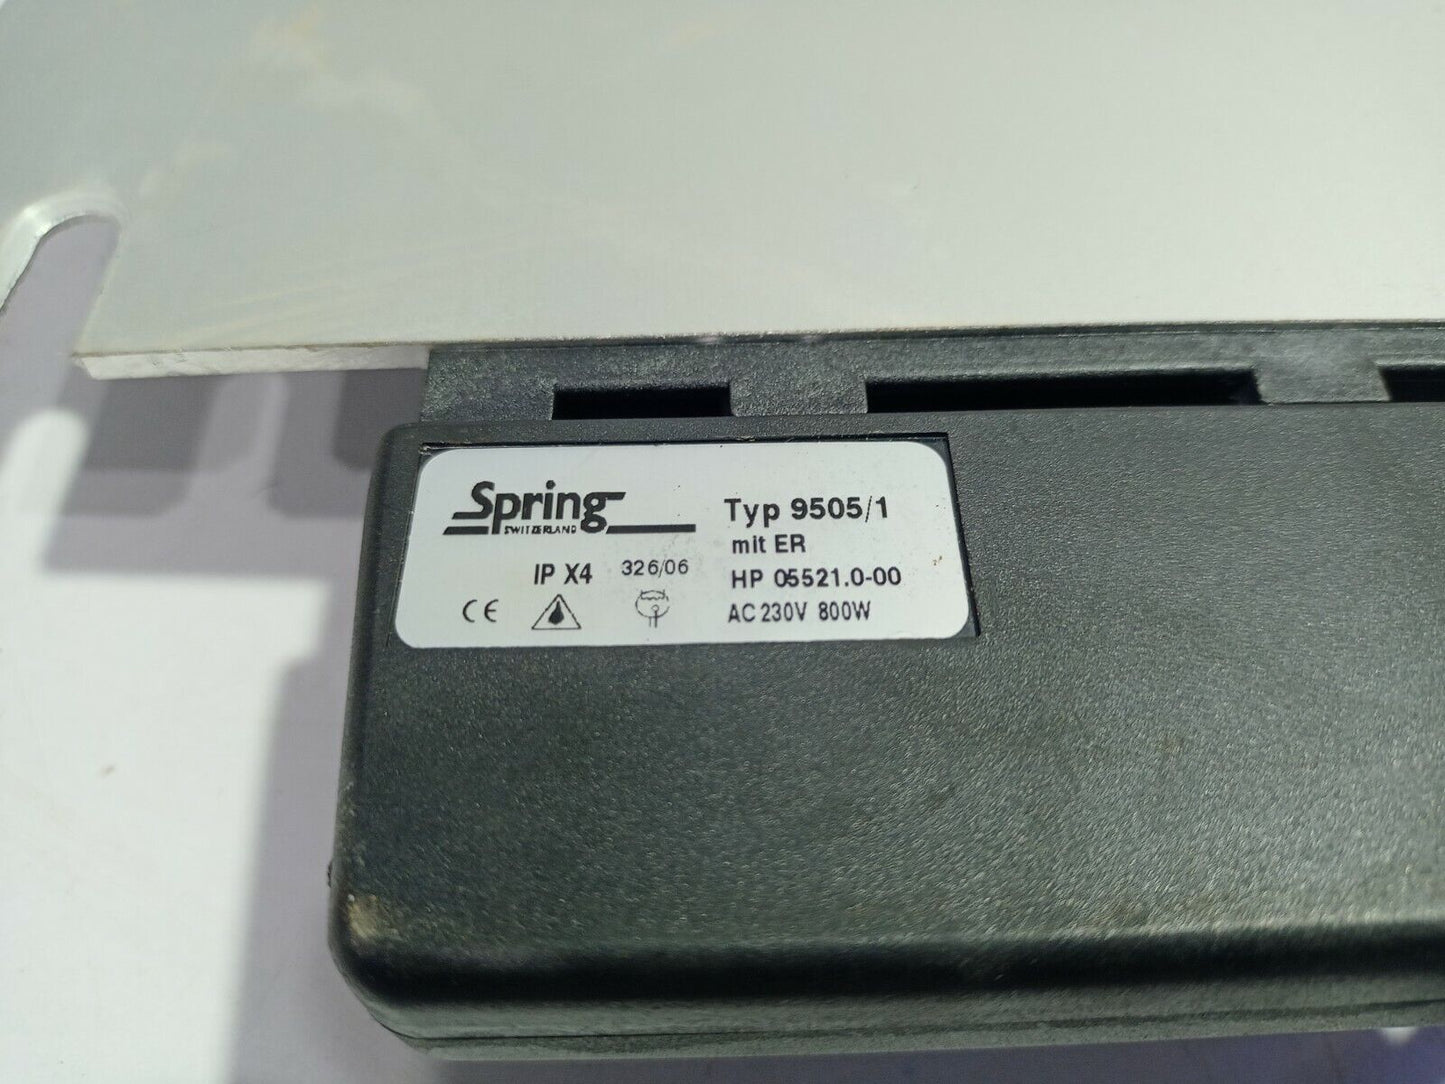 Spring
SWITZERLAND
Typ 9505/1
mit ER
IP X4 326/06
HP 05521.0-00
CE
AC 230V 800W